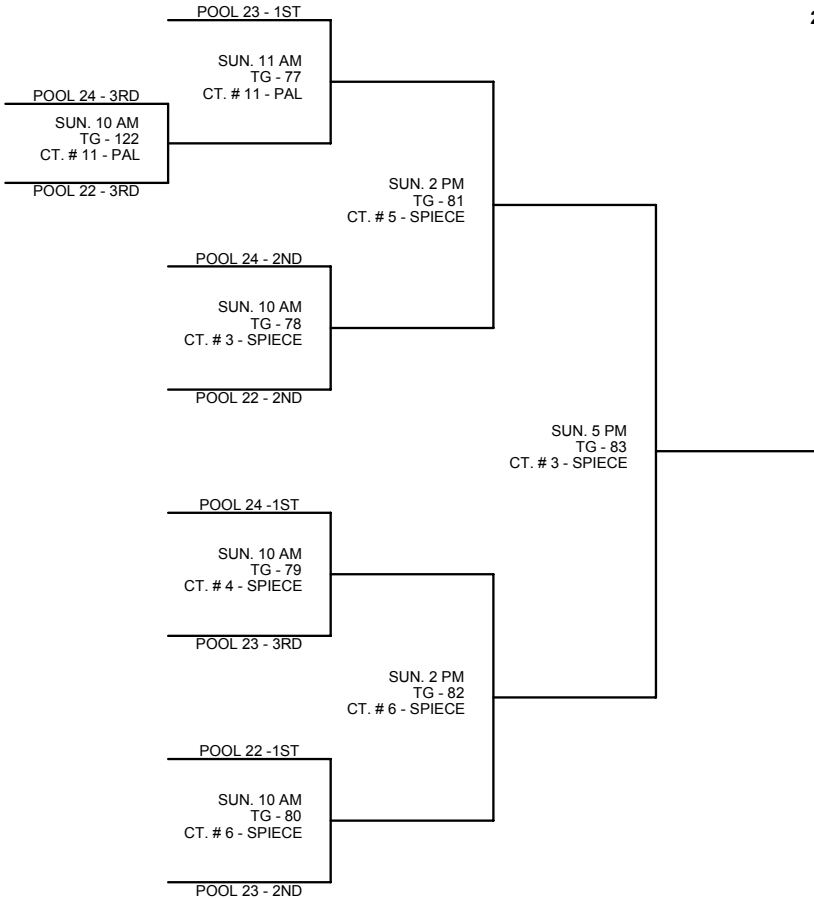 POOL 23 - 1ST
2
SUN. 11 AM
TG - 77
CT. # 11 - PAL
POOL 24 - 3RD
SUN. 10 AM
TG - 122
CT. # 11 - PAL
POOL 22 - 3RD
SUN. 2 PM
TG - 81
CT. # 5 - SPIECE
POOL 24 - 2ND
SUN. 10 AM
TG - 78
CT. # 3 - SPIECE
POOL 22 - 2ND
SUN. 5 PM
TG - 83
CT. # 3 - SPIECE
POOL 24 -1ST
SUN. 10 AM
TG - 79
CT. # 4 - SPIECE
POOL 23 - 3RD
SUN. 2 PM
TG - 82
CT. # 6 - SPIECE
POOL 22 -1ST
SUN. 10 AM
TG - 80
CT. # 6 - SPIECE
POOL 23 - 2ND